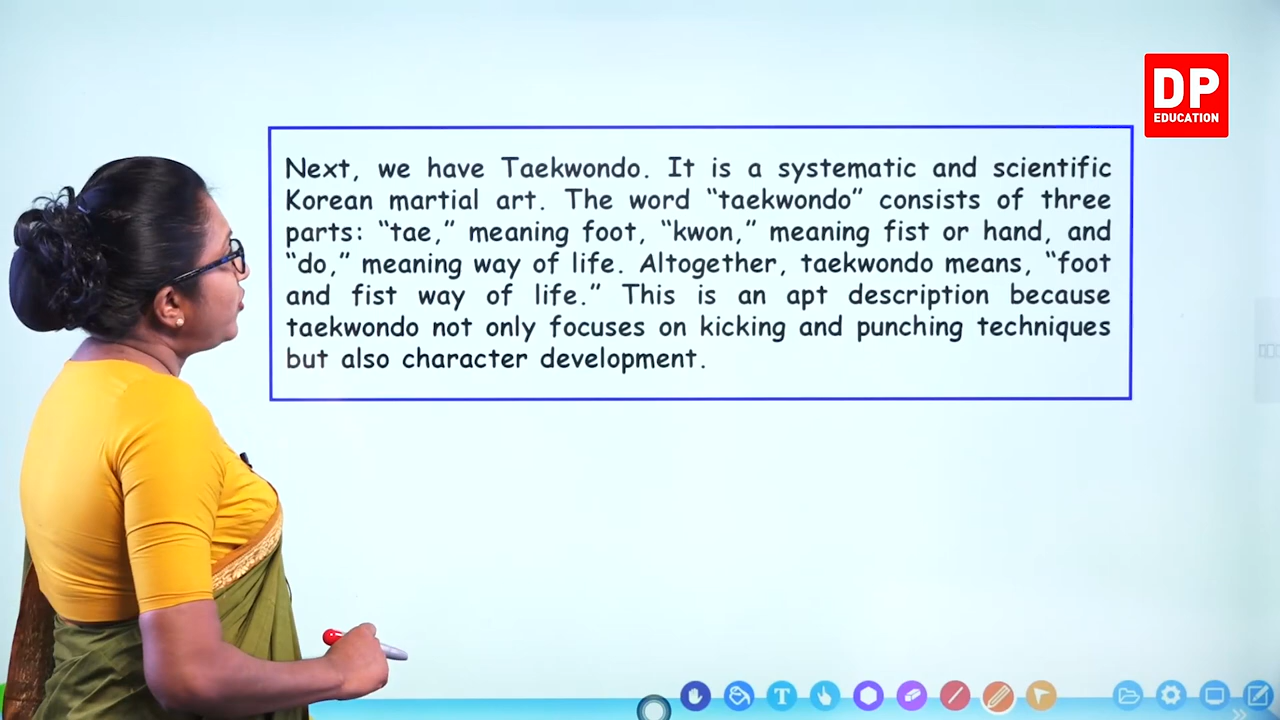 DP
EDUCATION
Next, we have Taekwondo. It is a systematic and scientific
Korean martial art. The word “taekwondo” consists of three
parts: “tae,” meaning foot, “kwon,” meaning fist or hand, and
“do,” meaning way of life. Altogether, taekwondo means, “foot
and fist way of life.” This is an apt description because
taekwondo not only focuses on kicking and punching techniques
but also character development.
T